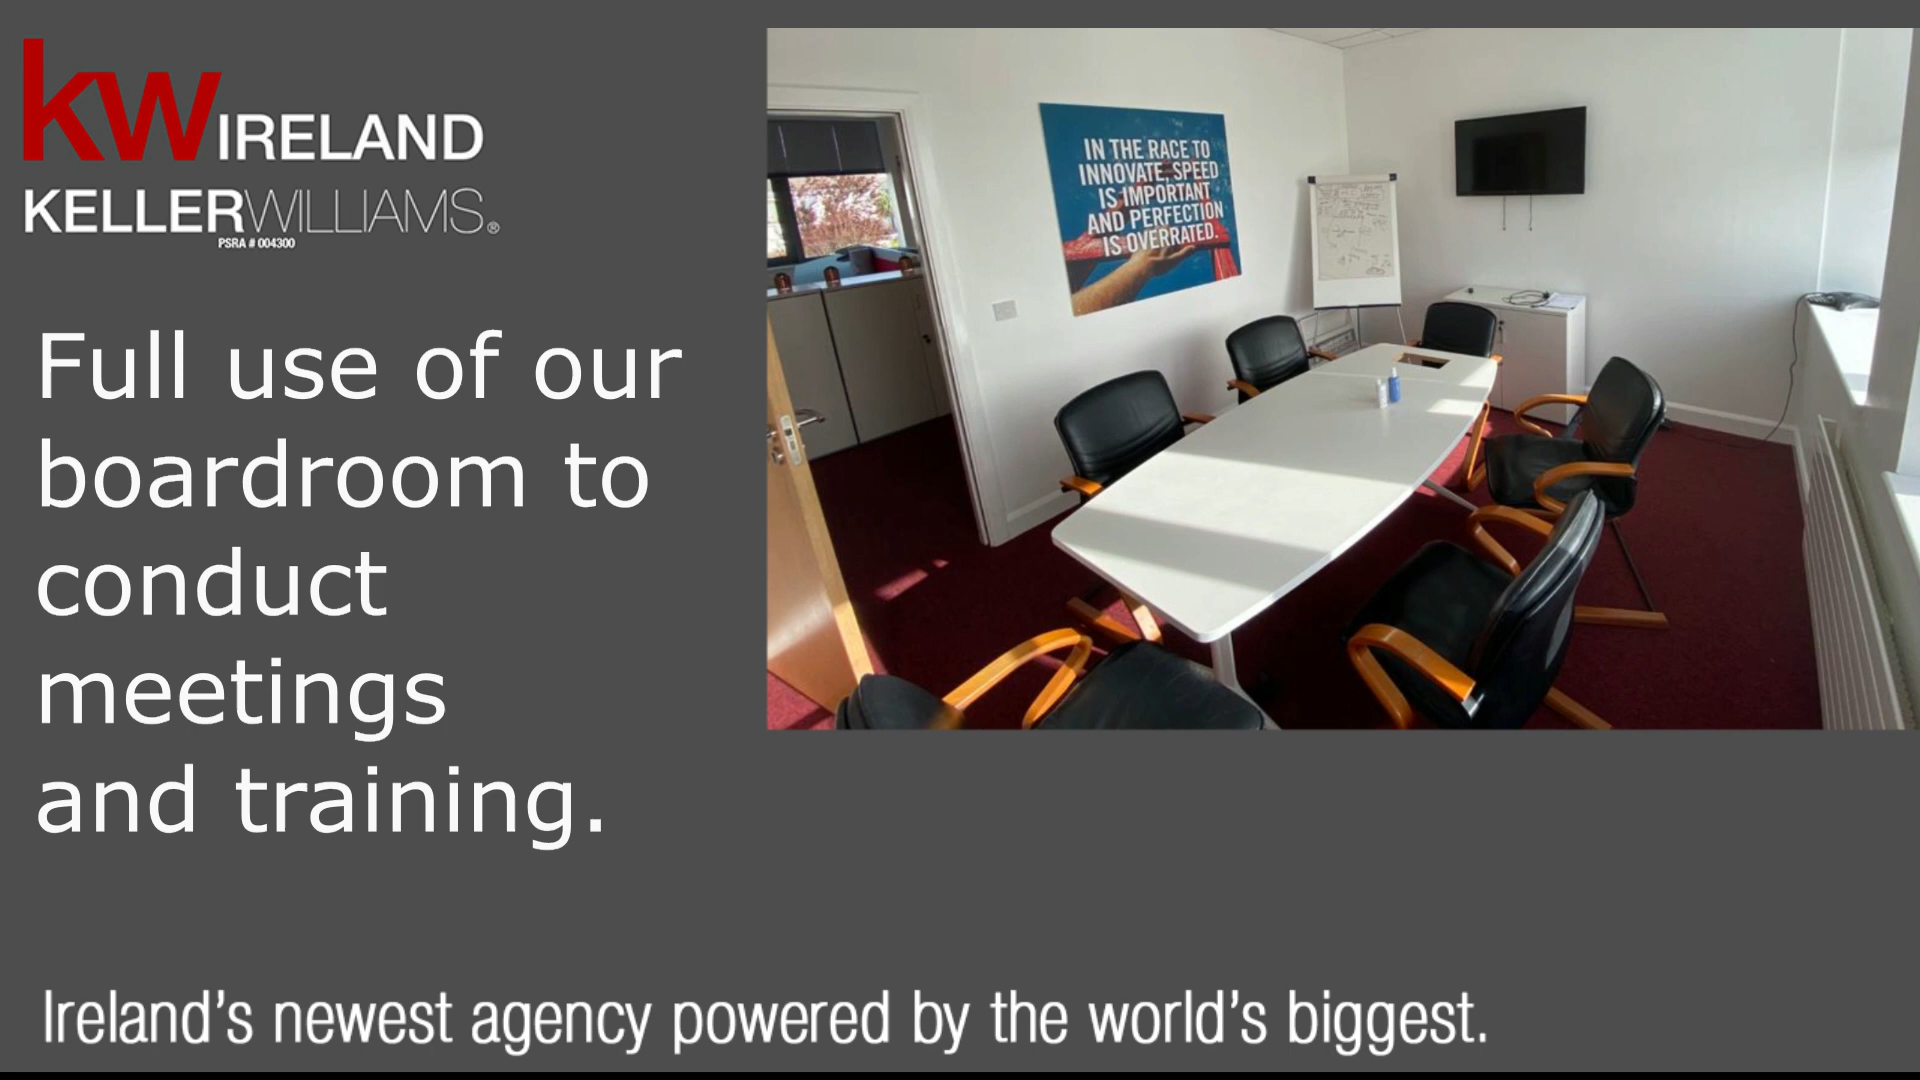 kw IRELAND
KELLERWILLIAMS®
PSRA # 004300
Full use of our
boardroom to
conduct
meetings
and training.
IN THE RACE TO
INNOVATE, SPEED
IS IMPORTANT
AND PERFECTION
IS OVERRATED.
Ireland's newest agency powered by the world's biggest.